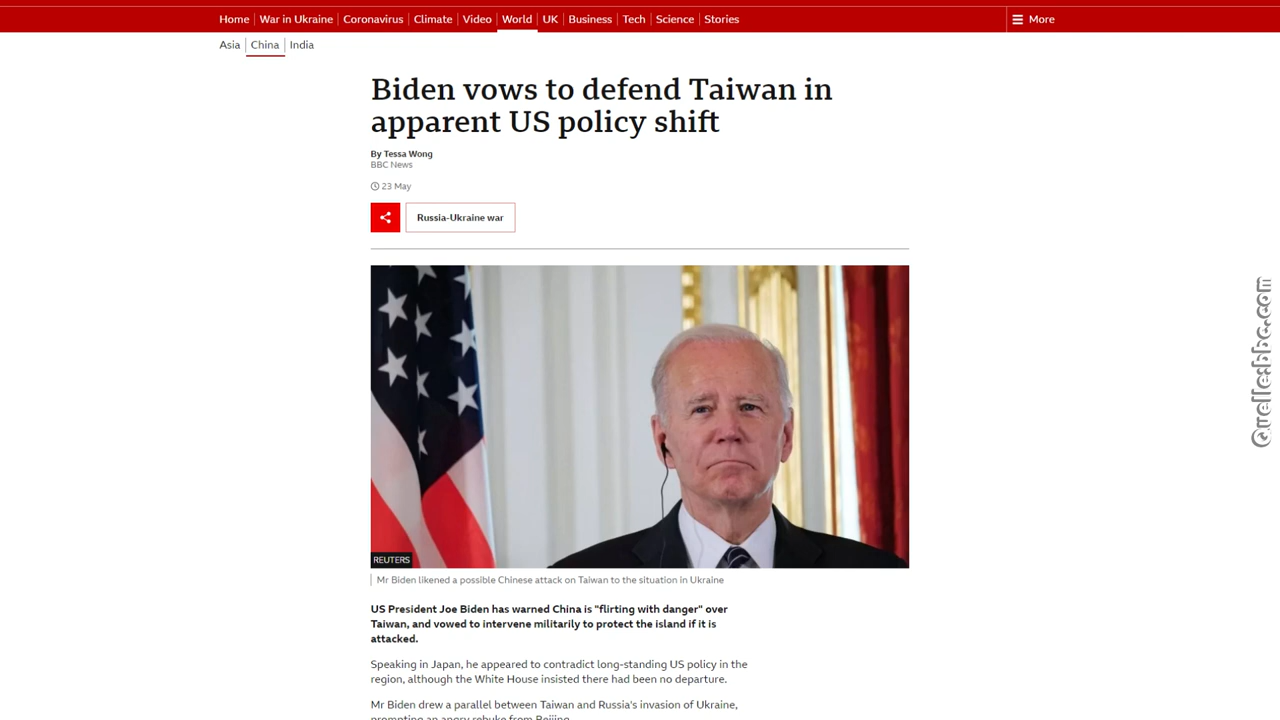 Home War in Ukraine Coronavirus Climate Video World UK Business Tech Science Stories More
Asia China India
Biden vows to defend Taiwan in
apparent US policy shift
By Tessa Wong
BBC News
23 May
Russia-Ukraine war
REUTERS
Mr Biden likened a possible Chinese attack on Taiwan to the situation in Ukraine
US President Joe Biden has warned China is "flirting with danger" over
Taiwan, and vowed to intervene militarily to protect the island if it is
attacked.
Speaking in Japan, he appeared to contradict long-standing US policy in the
region, although the White House insisted there had been no departure.
Mr Biden drew a parallel between Taiwan and Russia's invasion of Ukraine,
prompting an angry rebuke from Beijing.
Quelle:bbc.com